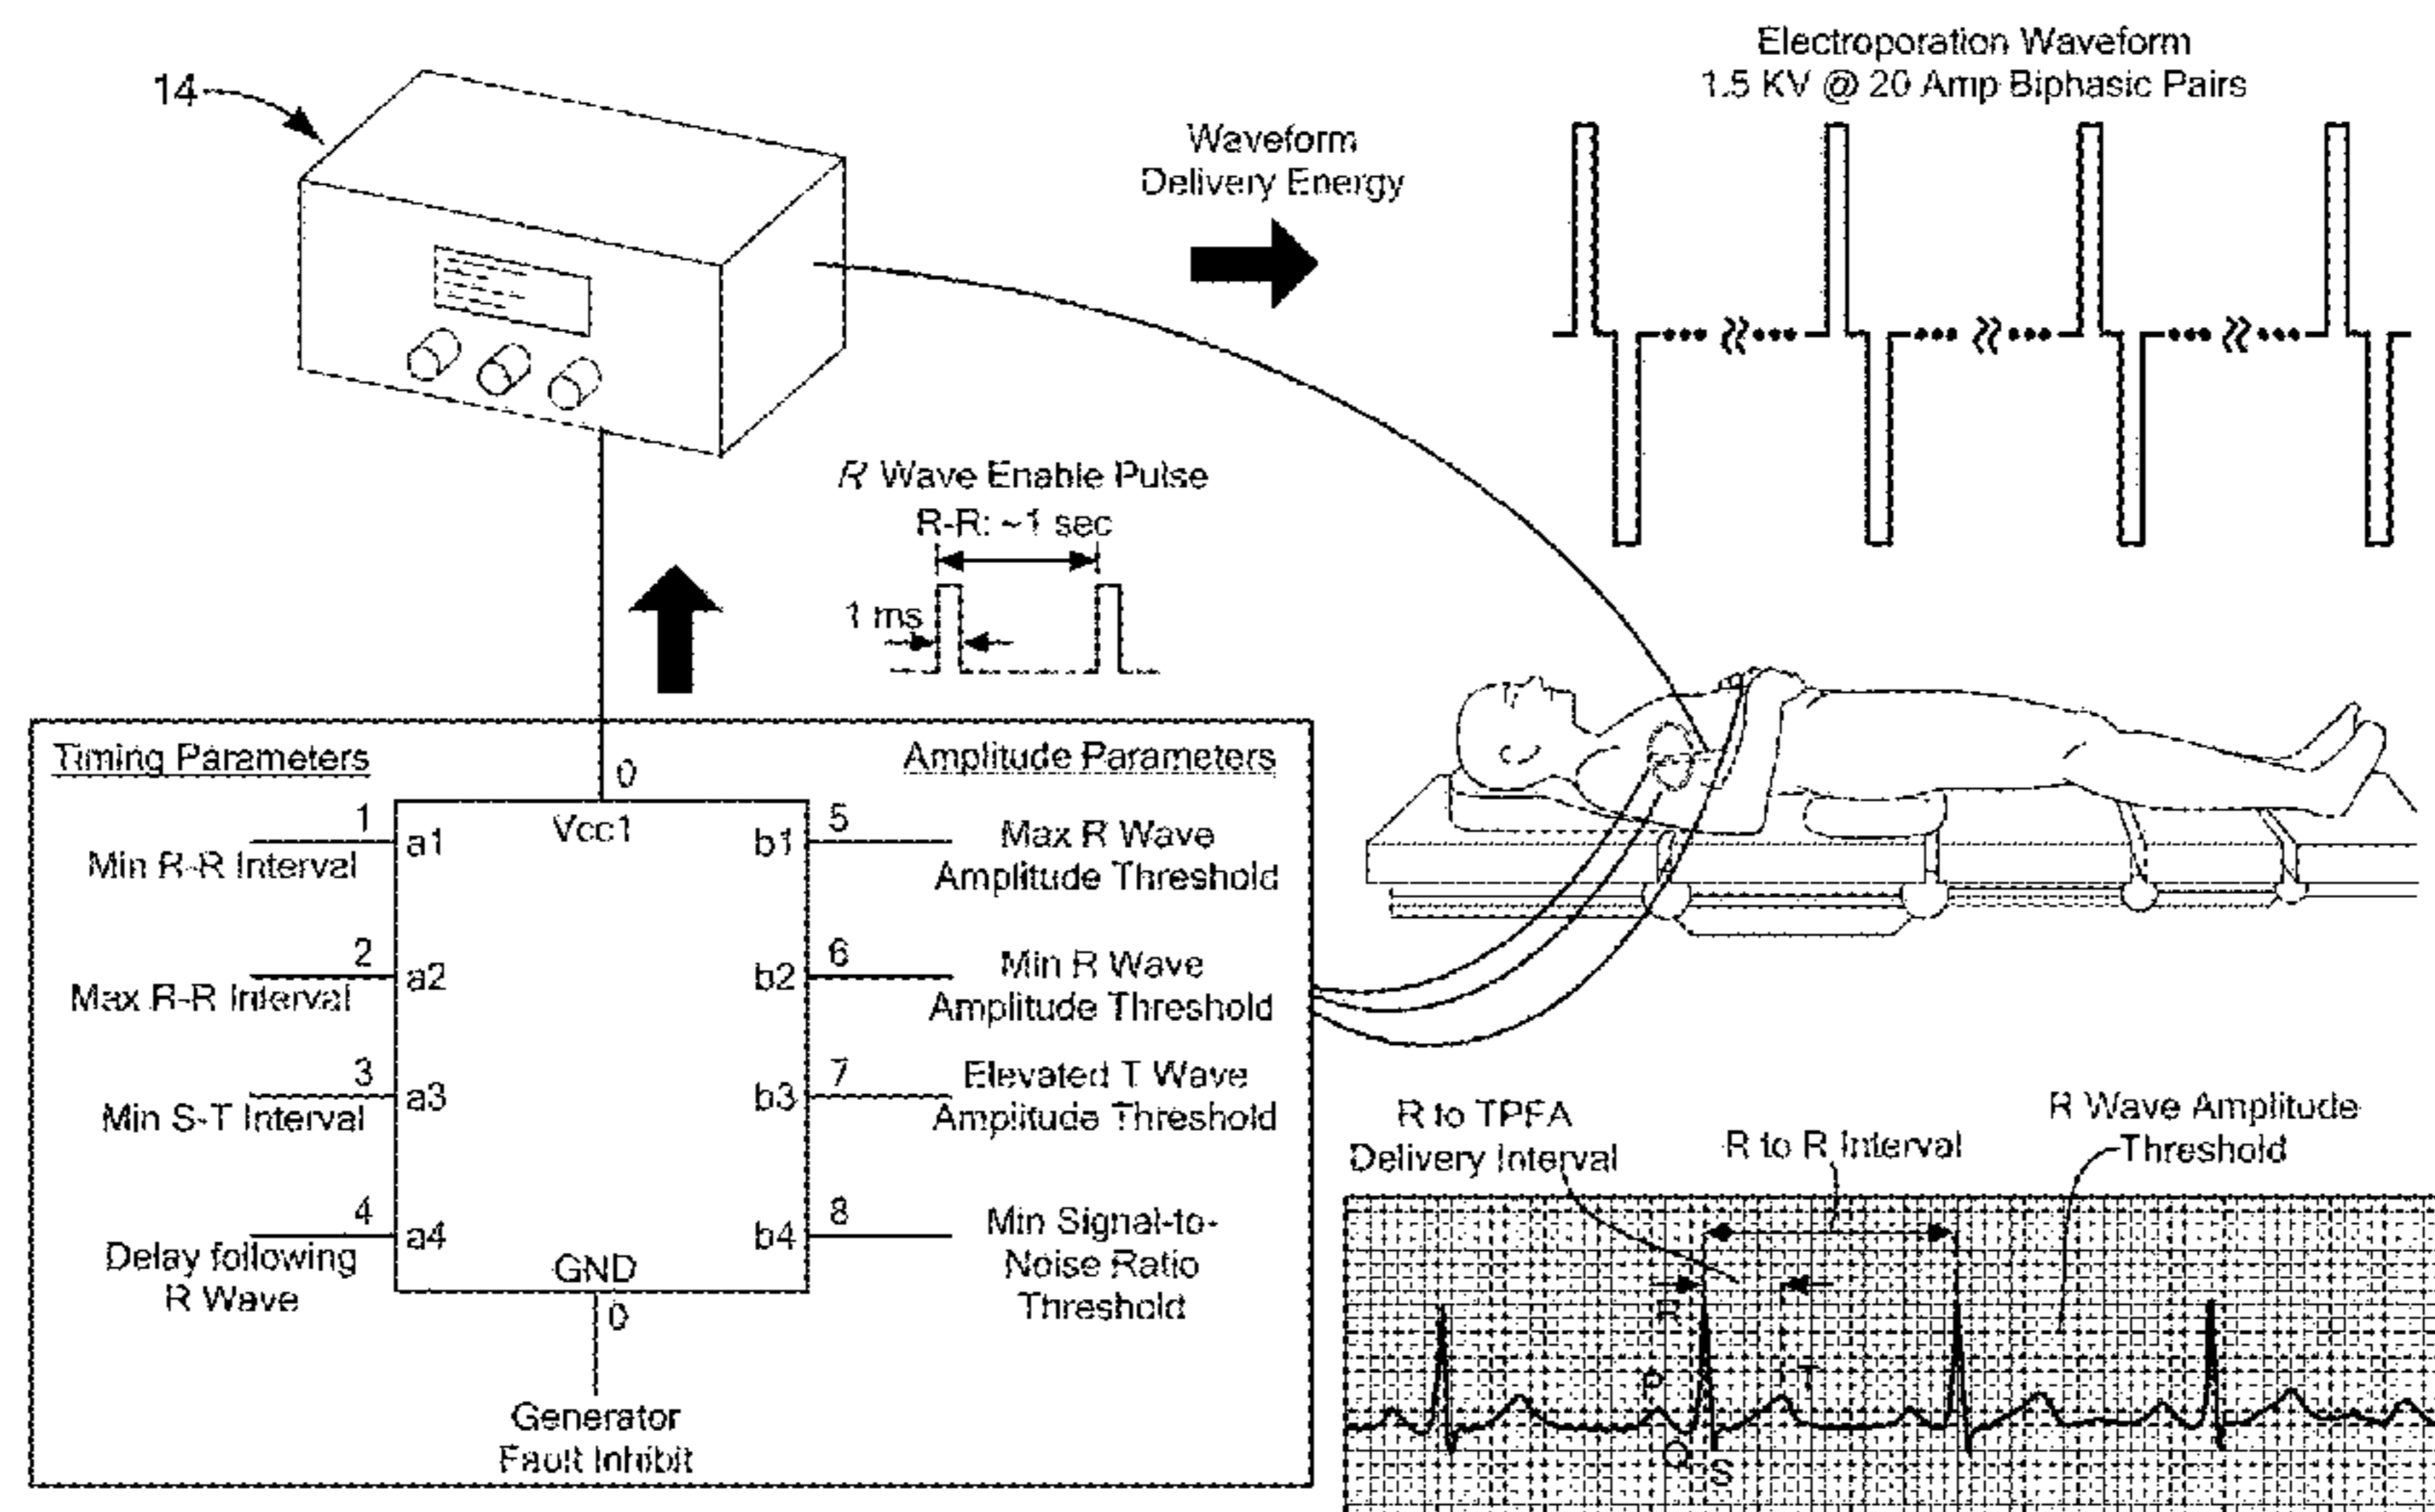 Electroporation Waveform
1.5 KV @ 20 Amp Biphasic Pairs
14
Waveform
Delivery Energy
R Wave Enable Pulse
R-R: ~1 sec
1 ms
Timing Parameters
Amplitude Parameters
0
Vcc1
1
a1
Min R-R Interval
2
a2
Max R-R Interval
3
a3
Min S-T Interval
4
a4
Delay following
R Wave
b1
5
Max R Wave
Amplitude Threshold
b2
6
Min R Wave
Amplitude Threshold
b3
7
Elevated T Wave
Amplitude Threshold
b4
8
Min Signal-to-
Noise Ratio
Threshold
GND
0
Generator
Fault Inhibit
R to TPFA
Delivery Interval
R to R Interval
R Wave Amplitude
Threshold
R
P
T
Q
S